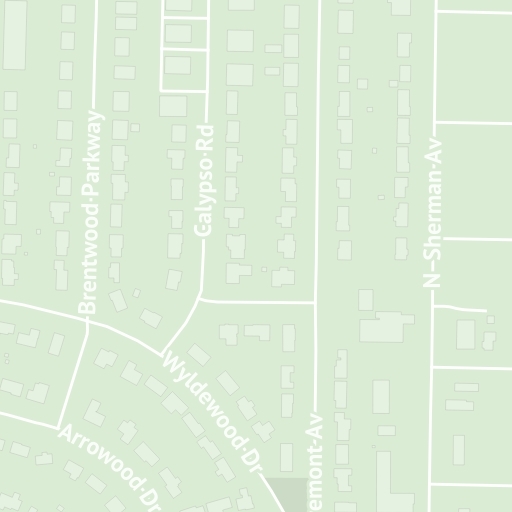 Brentwood Parkway
Calypso Rd
N Sherman Av
Wyldewood Dr
Arrowood Dr
emont Av